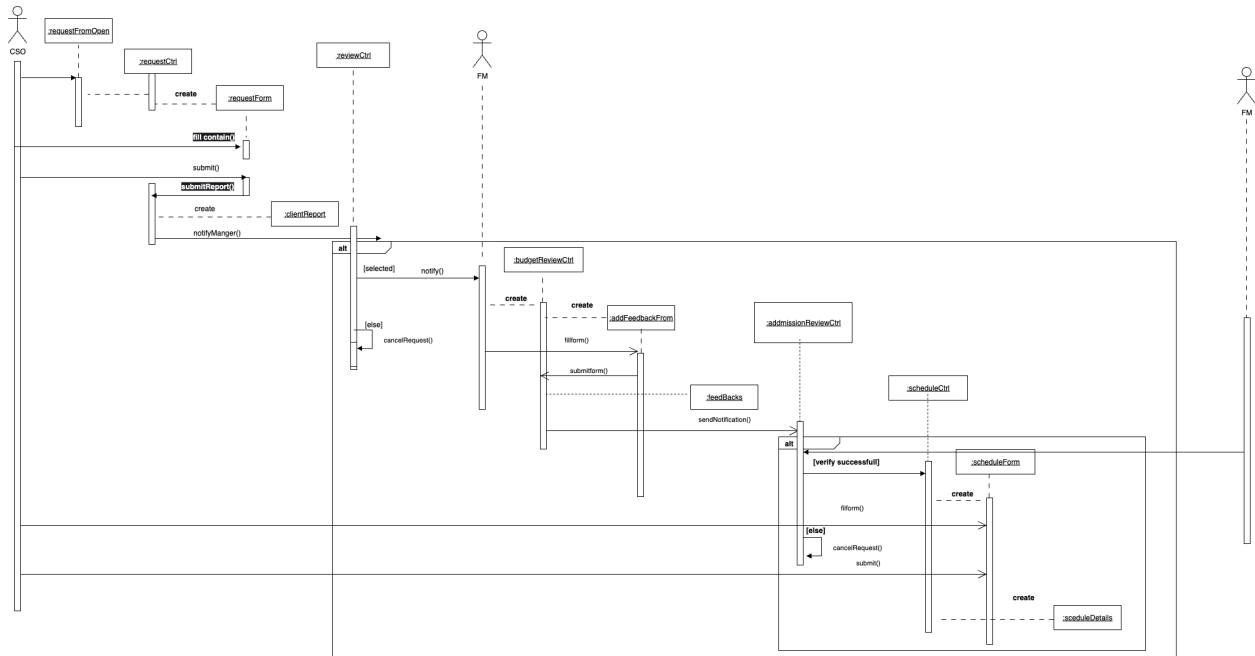 :requestFromOpen
:requestCtrl
:reviewCtrl
CSO
FM
create
:requestForm
FM
fill contain()
submit()
submitReport()
create
:clientReport
notifyManger()
alt
[selected]
notify()
:budgetReviewCtrl
create
create
:addFeedbackFrom
:addmissionReviewCtrl
[else]
cancelRequest()
fillform()
submitform()
:scheduleCtrl
:feedBacks
sendNotification()
alt
[verify successfull]
:scheduleForm
create
filform()
[else]
cancelRequest()
submit()
create
:sceduleDetails